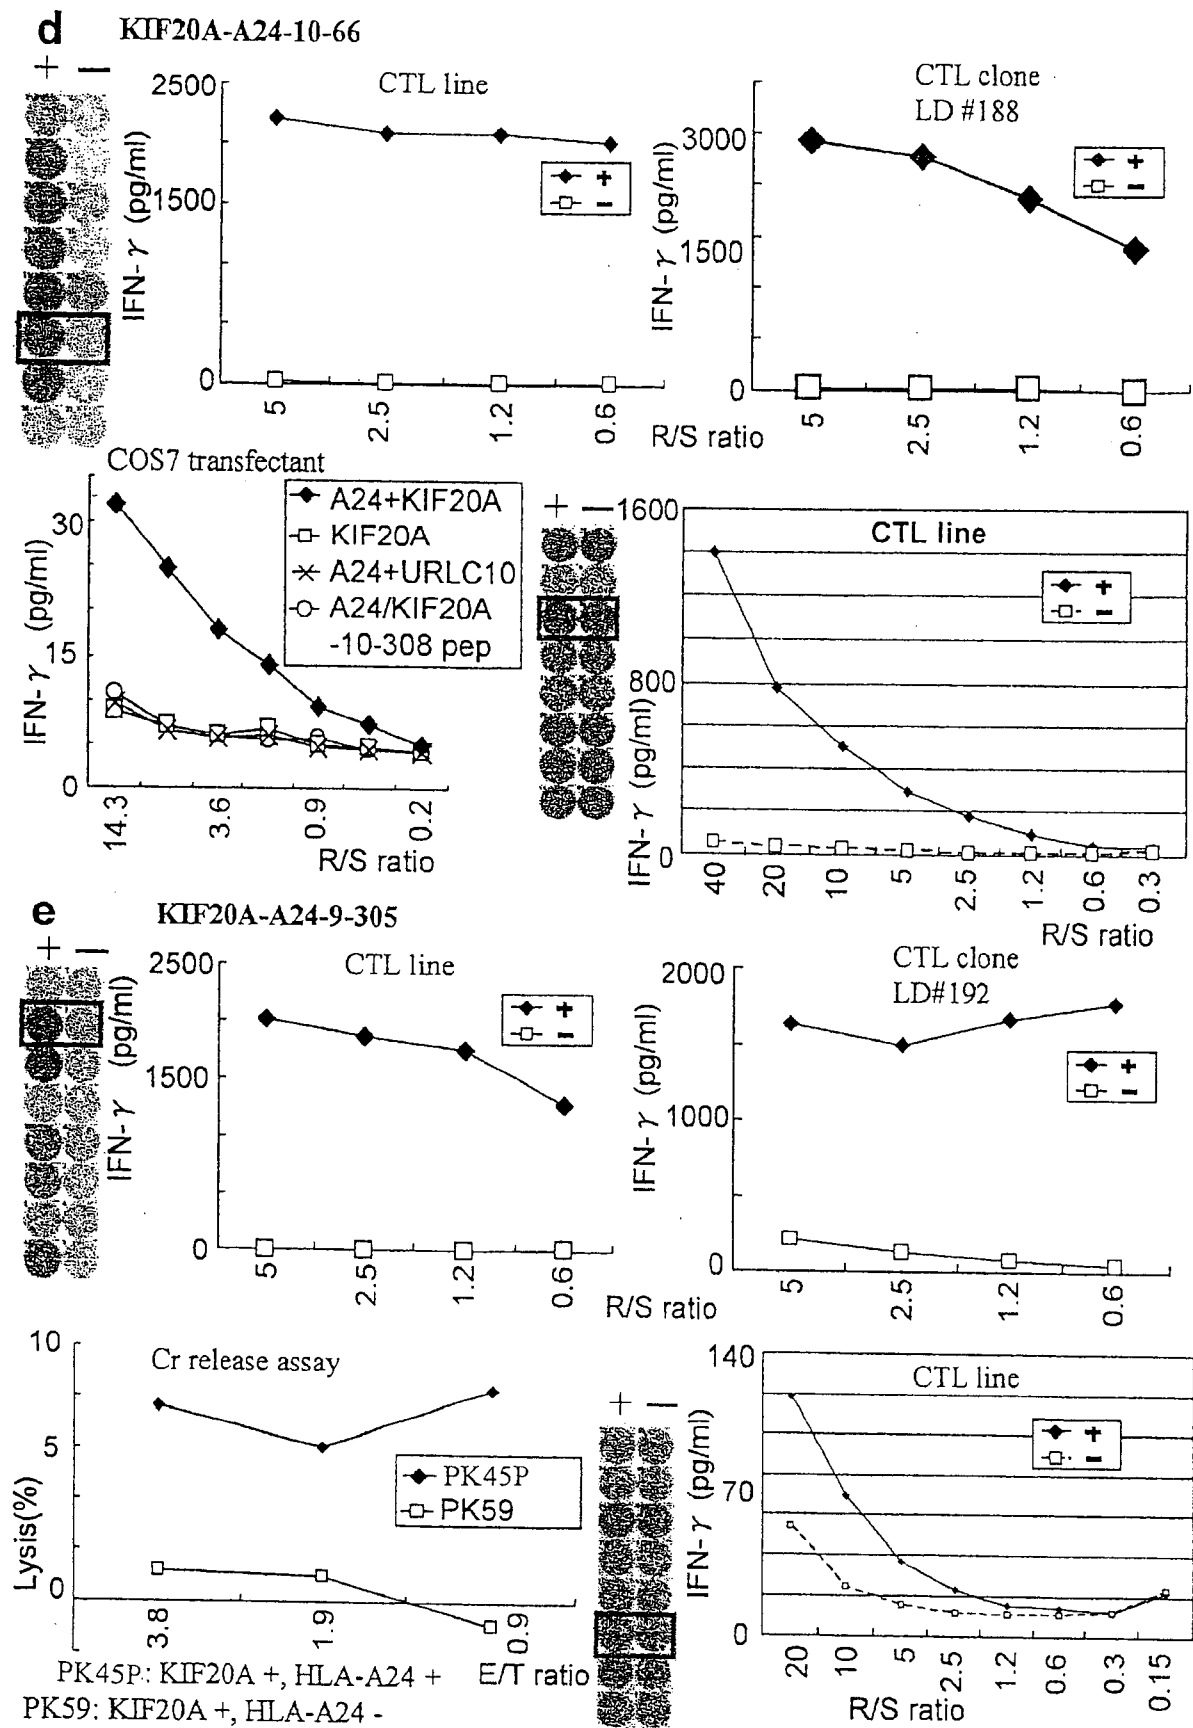 d
KIF20A-A24-10-66
+ −
IFN-γ (pg/ml)
2500
1500
0
CTL line
+
−
5
2.5
1.2
0.6
R/S ratio
IFN-γ (pg/ml)
3000
1500
0
CTL clone
LD #188
+
−
5
2.5
1.2
0.6
COS7 transfectant
IFN-γ (pg/ml)
30
15
0
A24+KIF20A
KIF20A
A24+URLC10
A24/KIF20A
-10-308 pep
14.3
3.6
0.9
0.2
R/S ratio
+ −
IFN-γ (pg/ml)
1600
800
0
CTL line
+
−
40
20
10
5
2.5
1.2
0.6
0.3
R/S ratio
e
KIF20A-A24-9-305
+ −
IFN-γ (pg/ml)
2500
1500
0
CTL line
+
−
5
2.5
1.2
0.6
R/S ratio
IFN-γ (pg/ml)
2000
1000
0
CTL clone
LD#192
+
−
5
2.5
1.2
0.6
Lysis(%)
10
5
0
Cr release assay
PK45P
PK59
3.8
1.9
0.9
E/T ratio
PK45P: KIF20A +, HLA-A24 +
PK59: KIF20A +, HLA-A24 -
+ −
IFN-γ (pg/ml)
140
70
0
CTL line
+
−
20
10
5
2.5
1.2
0.6
0.3
0.15
R/S ratio